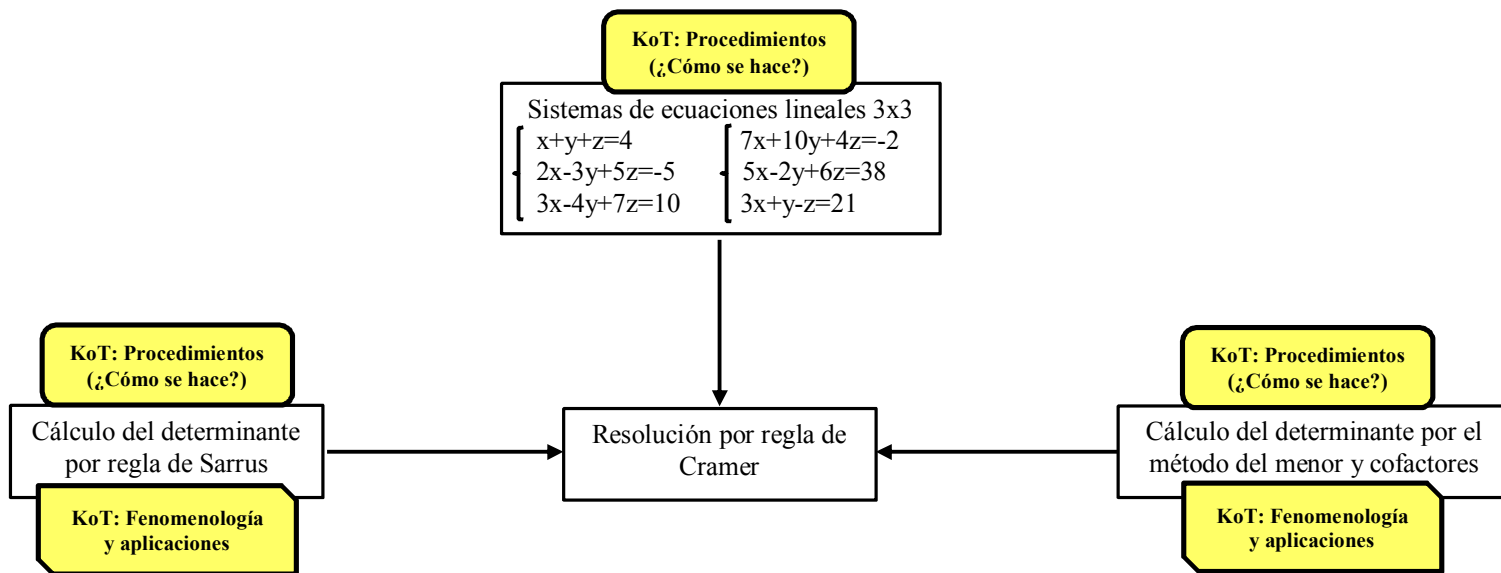 KoT: Procedimientos
(¿Cómo se hace?)
Sistemas de ecuaciones lineales 3x3
x+y+z=4
2x-3y+5z=-5
3x-4y+7z=10
7x+10y+4z=-2
5x-2y+6z=38
3x+y-z=21
KoT: Procedimientos
(¿Cómo se hace?)
Cálculo del determinante
por regla de Sarrus
KoT: Fenomenología
y aplicaciones
Resolución por regla de
Cramer
KoT: Procedimientos
(¿Cómo se hace?)
Cálculo del determinante por el
método del menor y cofactores
KoT: Fenomenología
y aplicaciones